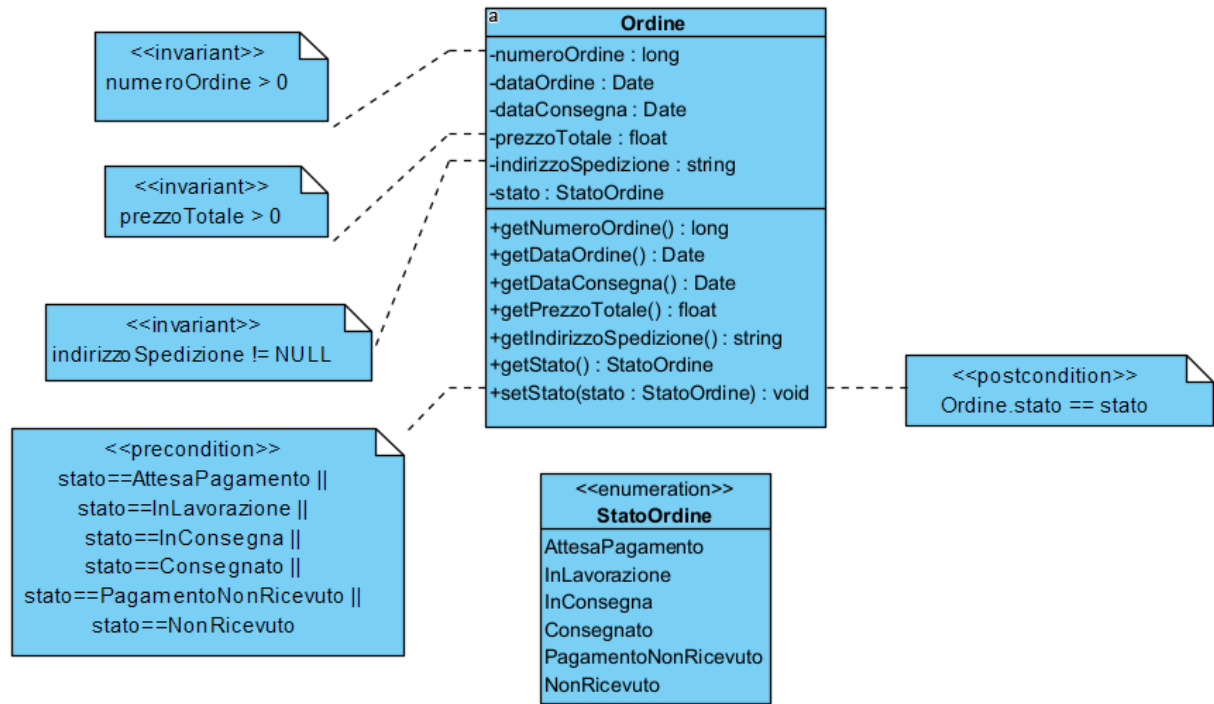 <<invariant>>
numeroOrdine > 0
<<invariant>>
prezzoTotale > 0
<<invariant>>
indirizzoSpedizione != NULL
<<precondition>>
stato==AttesaPagamento ||
stato==InLavorazione ||
stato==InConsegna ||
stato==Consegnato ||
stato==PagamentoNonRicevuto ||
stato==NonRicevuto
a
Ordine
-numeroOrdine : long
-dataOrdine : Date
-dataConsegna : Date
-prezzoTotale : float
-indirizzoSpedizione : string
-stato : StatoOrdine
+getNumeroOrdine() : long
+getDataOrdine() : Date
+getDataConsegna() : Date
+getPrezzoTotale() : float
+getIndirizzoSpedizione() : string
+getStato() : StatoOrdine
+setStato(stato : StatoOrdine) : void
<<postcondition>>
Ordine.stato == stato
<<enumeration>>
StatoOrdine
AttesaPagamento
InLavorazione
InConsegna
Consegnato
PagamentoNonRicevuto
NonRicevuto